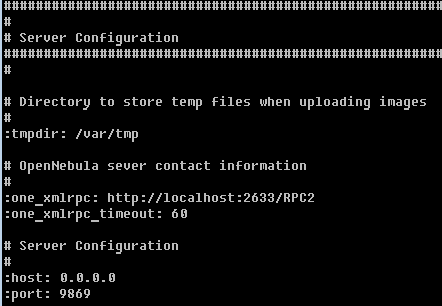 ################################################################
#
# Server Configuration
################################################################
#
# Directory to store temp files when uploading images
#
:tmpdir: /var/tmp
# OpenNebula sever contact information
#
:one_xmlrpc: http://localhost:2633/RPC2
:one_xmlrpc_timeout: 60
# Server Configuration
#
:host: 0.0.0.0
:port: 9869